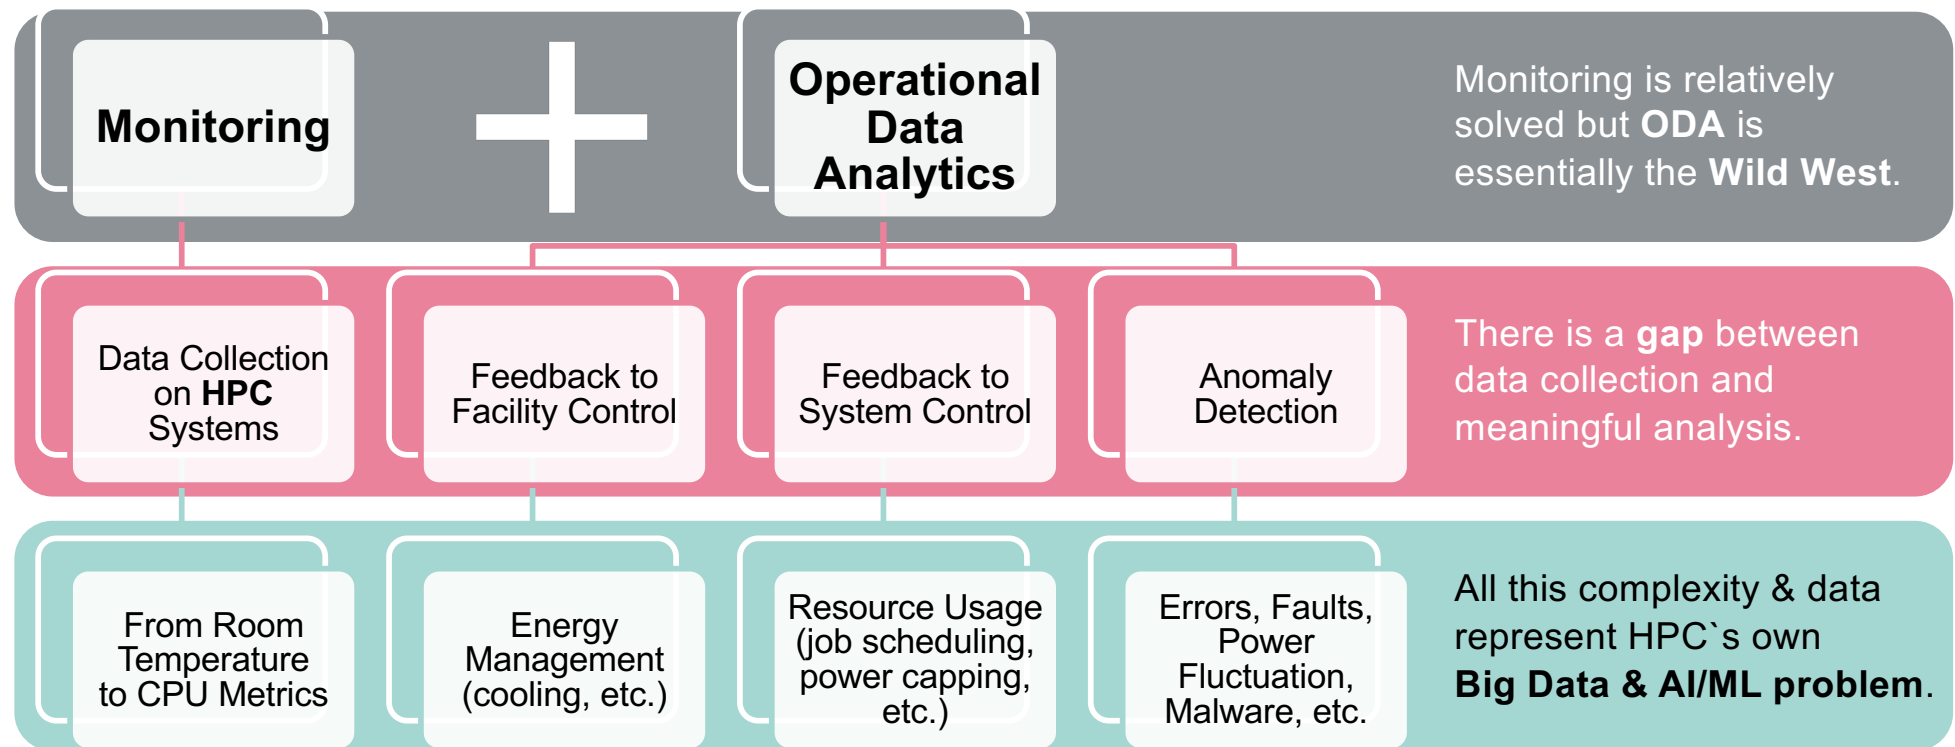 Monitoring
Operational
Data
Analytics
Monitoring is relatively
solved but ODA is
essentially the Wild West.
Data Collection
on HPC
Systems
Feedback to
Facility Control
Feedback to
System Control
Anomaly
Detection
There is a gap between
data collection and
meaningful analysis.
From Room
Temperature
to CPU Metrics
Energy
Management
(cooling, etc.)
Resource Usage
(job scheduling,
power capping,
etc.)
Errors, Faults,
Power
Fluctuation,
Malware, etc.
All this complexity & data
represent HPC`s own
Big Data & AI/ML problem.